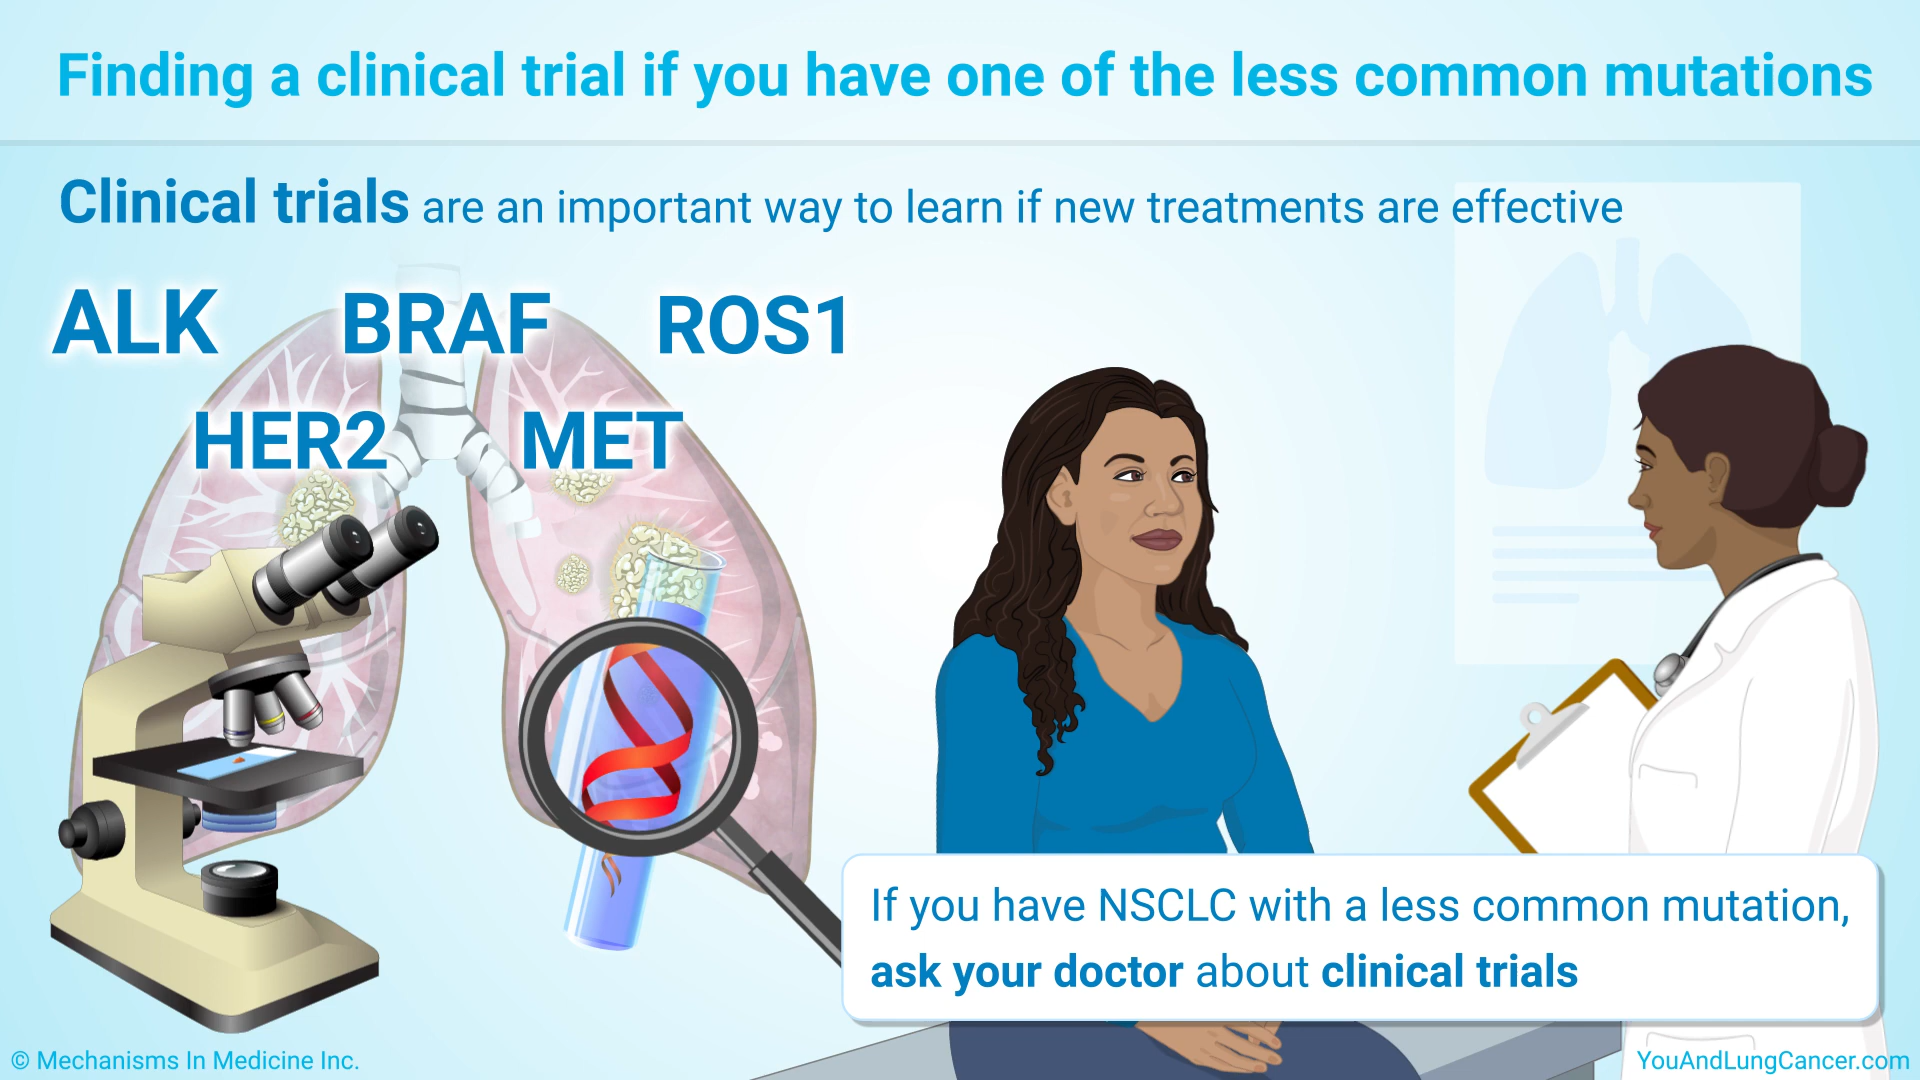 Finding a clinical trial if you have one of the less common mutations
Clinical trials are an important way to learn if new treatments are effective
ALK BRAF ROS1
HER2 MET
If you have NSCLC with a less common mutation,
ask your doctor about clinical trials
© Mechanisms In Medicine Inc.
YouAndLungCancer.com